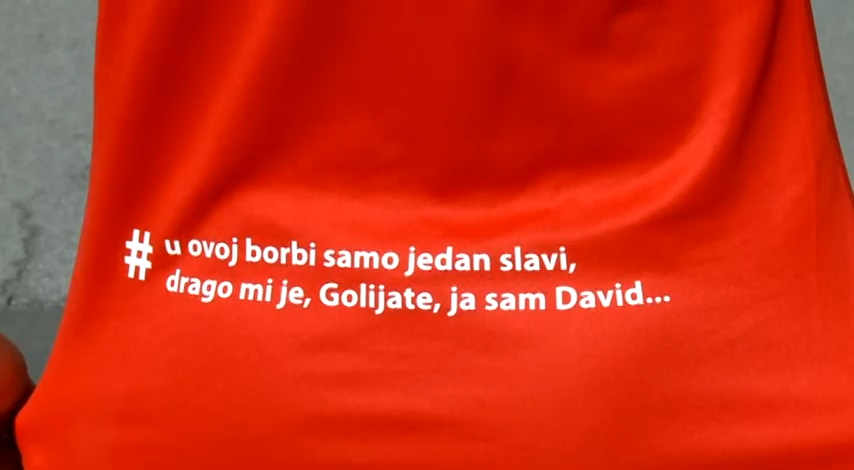 # u ovoj borbi samo jedan slavi,
drago mi je, Golijate, ja sam David...